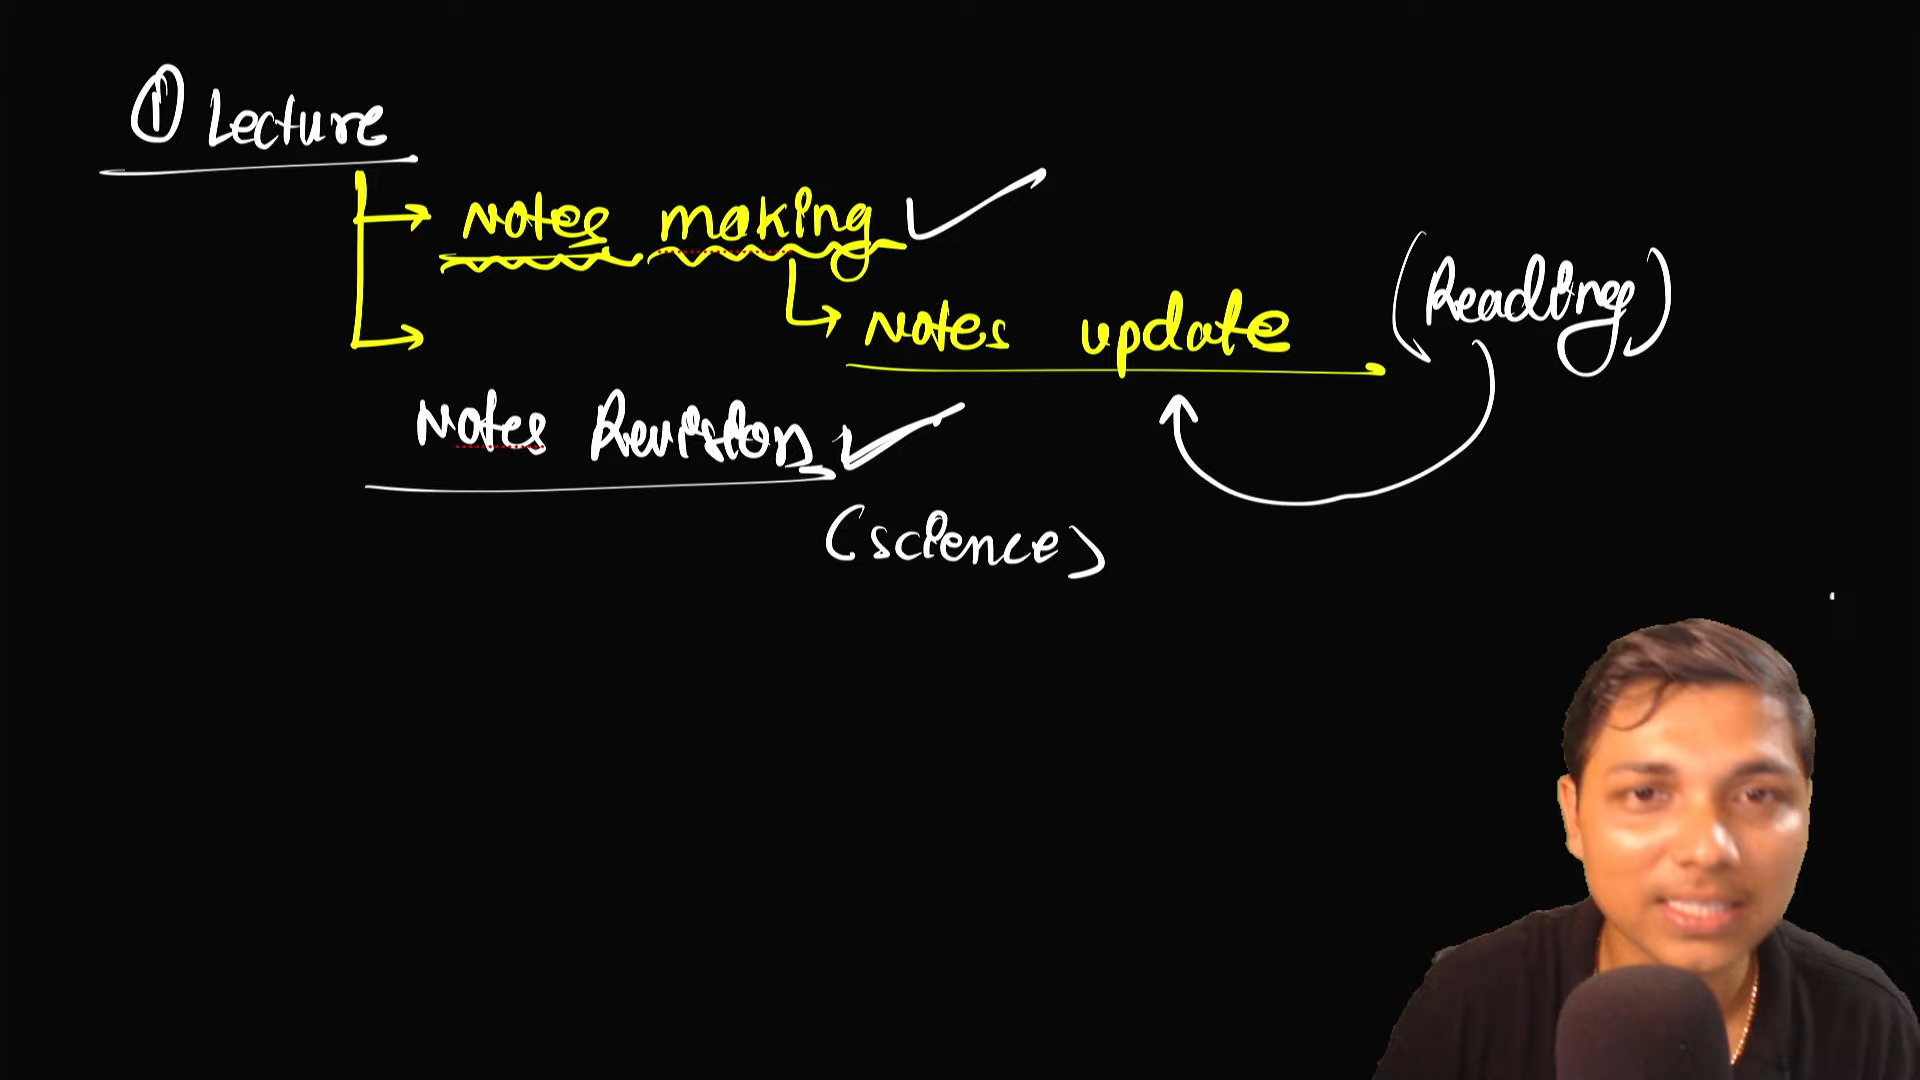 ① Lecture
→ Notes making ✓
→ Notes update (Reading)
→
Notes Revision ✓
(science)